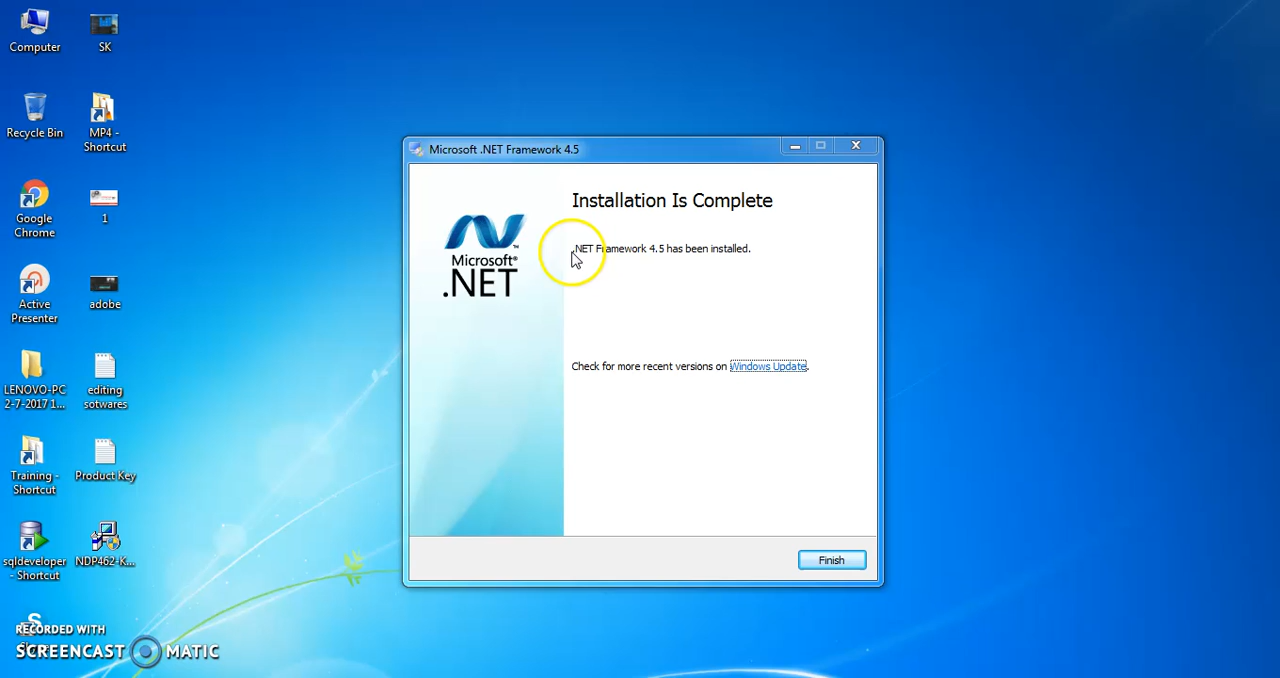 Computer
SK
Recycle Bin
MP4 -
Shortcut
Google
Chrome
1
Active
Presenter
adobe
LENOVO-PC
2-7-2017 1...
editing
sotwares
Training -
Shortcut
Product Key
sqldeveloper
- Shortcut
NDP462-K...
S
RECORDED WITH
SCREENCAST MATIC
Microsoft .NET Framework 4.5
Microsoft®
.NET
™
Installation Is Complete
.NET Framework 4.5 has been installed.
Check for more recent versions on Windows Update.
Finish